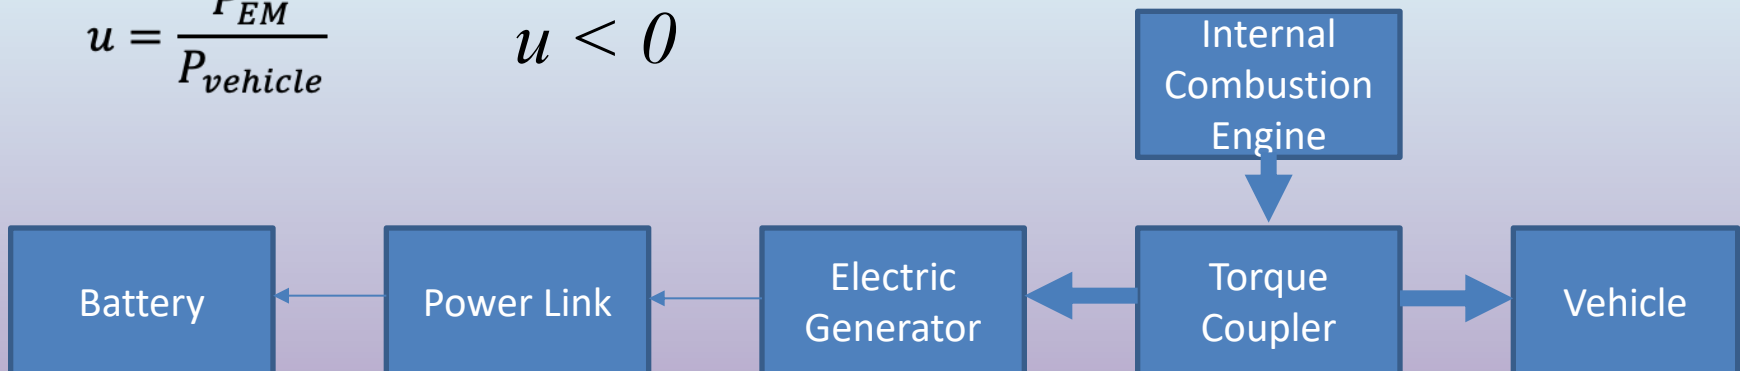 u = P_EM / P_vehicle
u < 0
Internal
Combustion
Engine
Battery
Power Link
Electric
Generator
Torque
Coupler
Vehicle